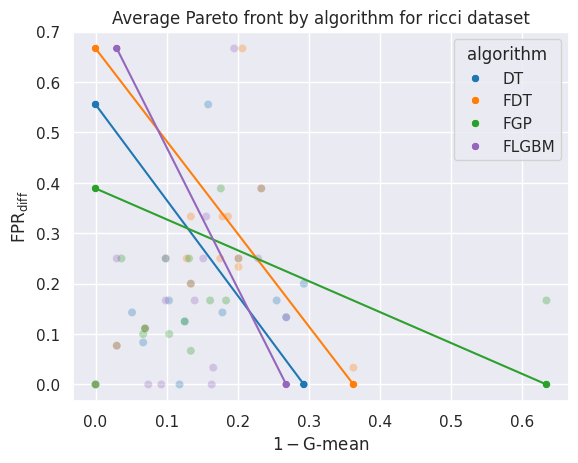 Average Pareto front by algorithm for ricci dataset
algorithm
DT
FDT
FGP
FLGBM
FPR_diff
0.7
0.6
0.5
0.4
0.3
0.2
0.1
0.0
0.0 0.1 0.2 0.3 0.4 0.5 0.6
1 − G-mean